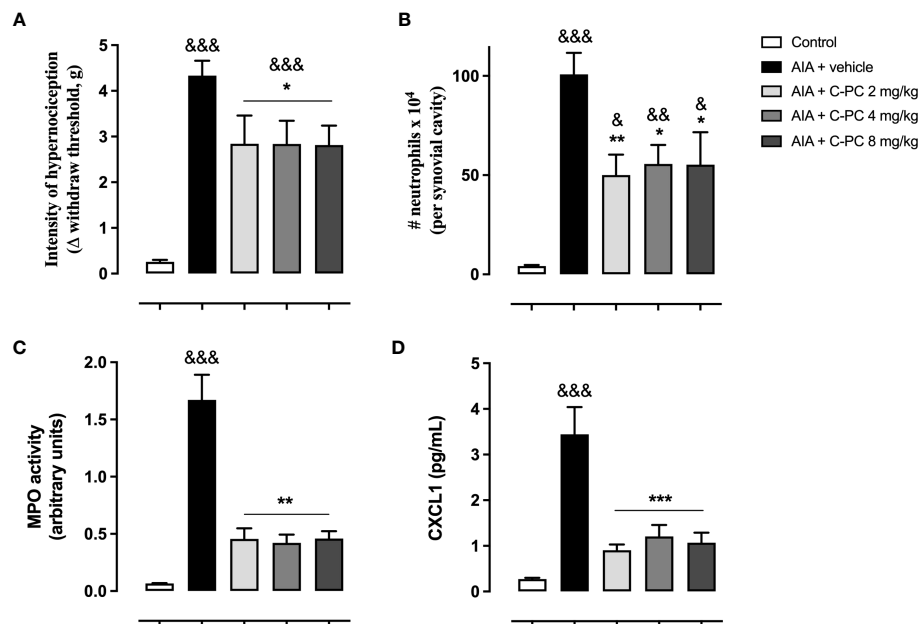 A
Intensity of hypernociception
(Δ withdraw threshold, g)
5
4
3
2
1
0
&&&
&&&
*
B
# neutrophils x 10⁴
(per synovial cavity)
100
50
0
&&&
&
**
&&
*
&
*
Control
AIA + vehicle
AIA + C-PC 2 mg/kg
AIA + C-PC 4 mg/kg
AIA + C-PC 8 mg/kg
C
MPO activity
(arbitrary units)
2.0
1.5
1.0
0.5
0.0
&&&
**
D
CXCL1 (pg/mL)
5
4
3
2
1
0
&&&
***